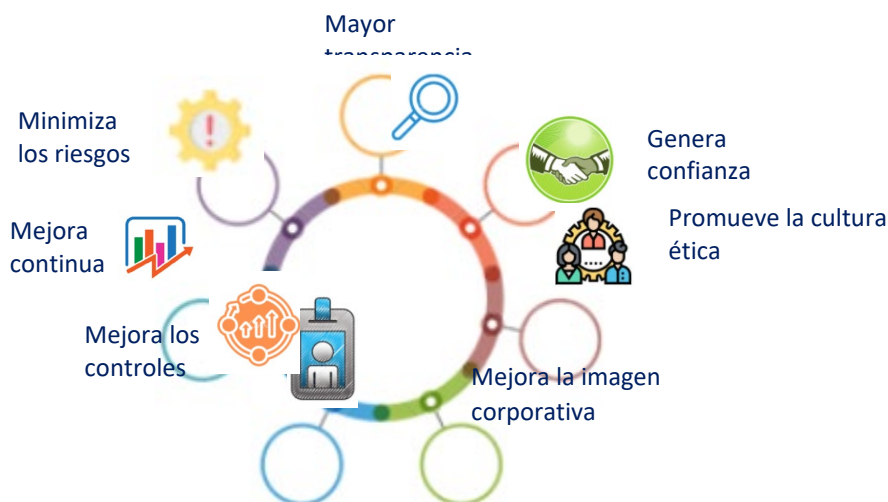 Mayor
transparencia
Minimiza
los riesgos
Genera
confianza
Promueve la cultura
ética
Mejora
continua
Mejora los
controles
Mejora la imagen
corporativa